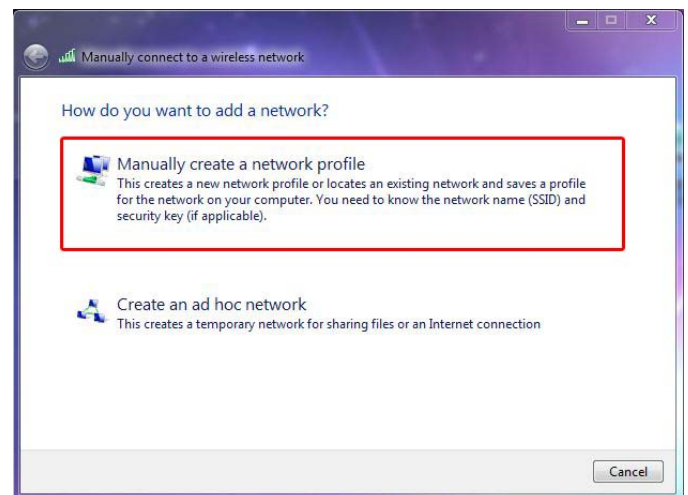 Manually connect to a wireless network
How do you want to add a network?
Manually create a network profile
This creates a new network profile or locates an existing network and saves a profile
for the network on your computer. You need to know the network name (SSID) and
security key (if applicable).
Create an ad hoc network
This creates a temporary network for sharing files or an Internet connection
Cancel